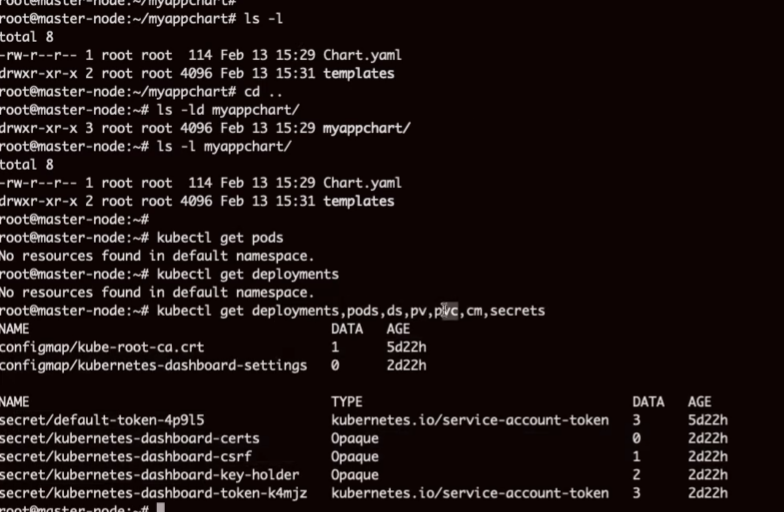 root@master-node:~/myappchart#
root@master-node:~/myappchart# ls -l
total 8
-rw-r--r-- 1 root root  114 Feb 13 15:29 Chart.yaml
drwxr-xr-x 2 root root 4096 Feb 13 15:31 templates
root@master-node:~/myappchart# cd ..
root@master-node:~# ls -ld myappchart/
drwxr-xr-x 3 root root 4096 Feb 13 15:29 myappchart/
root@master-node:~# ls -l myappchart/
total 8
-rw-r--r-- 1 root root  114 Feb 13 15:29 Chart.yaml
drwxr-xr-x 2 root root 4096 Feb 13 15:31 templates
root@master-node:~#
root@master-node:~# kubectl get pods
No resources found in default namespace.
root@master-node:~# kubectl get deployments
No resources found in default namespace.
root@master-node:~# kubectl get deployments,pods,ds,pv,pvc,cm,secrets
NAME DATA AGE
configmap/kube-root-ca.crt 1 5d22h
configmap/kubernetes-dashboard-settings 0 2d22h
NAME TYPE DATA AGE
secret/default-token-4p9l5 kubernetes.io/service-account-token 3 5d22h
secret/kubernetes-dashboard-certs Opaque 0 2d22h
secret/kubernetes-dashboard-csrf Opaque 1 2d22h
secret/kubernetes-dashboard-key-holder Opaque 2 2d22h
secret/kubernetes-dashboard-token-k4mjz kubernetes.io/service-account-token 3 2d22h
root@master-node:~#